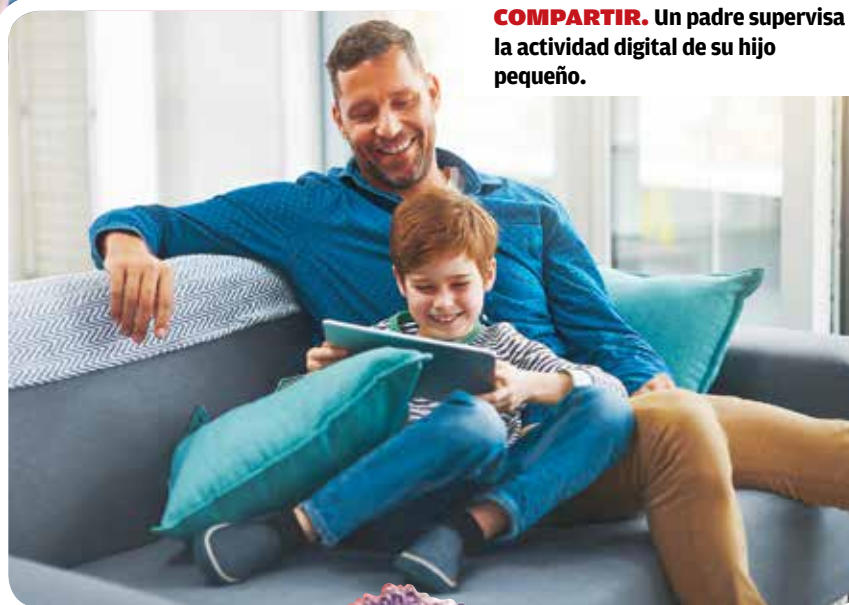 COMPARTIR. Un padre supervisa
la actividad digital de su hijo
pequeño.